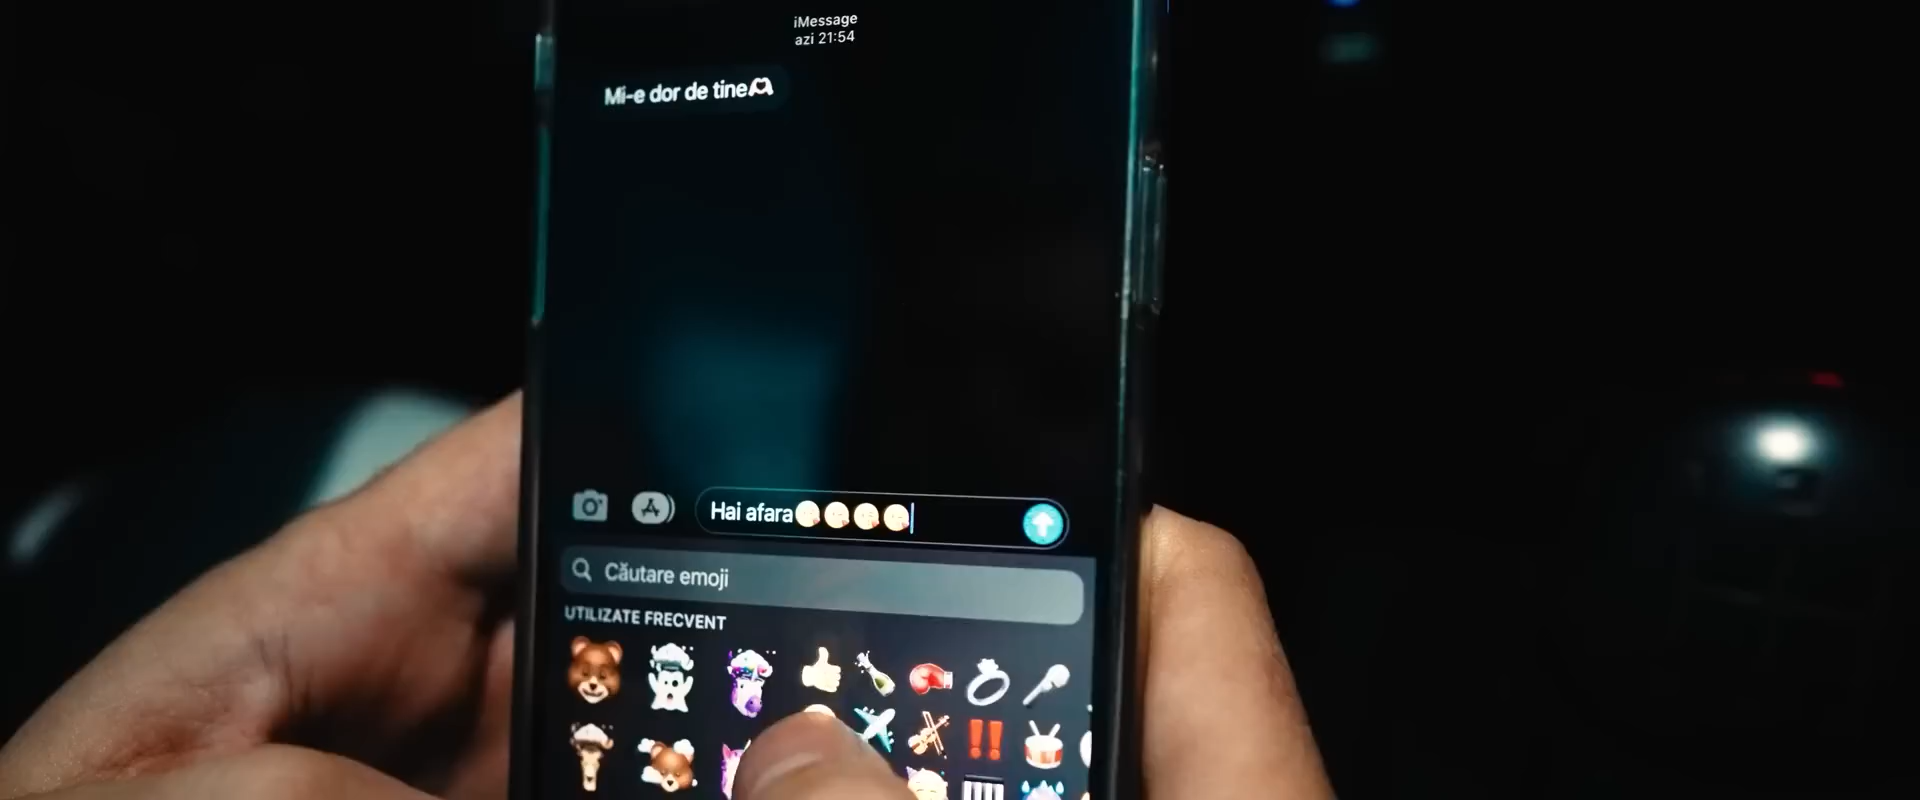 iMessage
azi 21:54
Mi-e dor de tine🫶
Hai afara😘😘😘😘
Căutare emoji
UTILIZATE FRECVENT